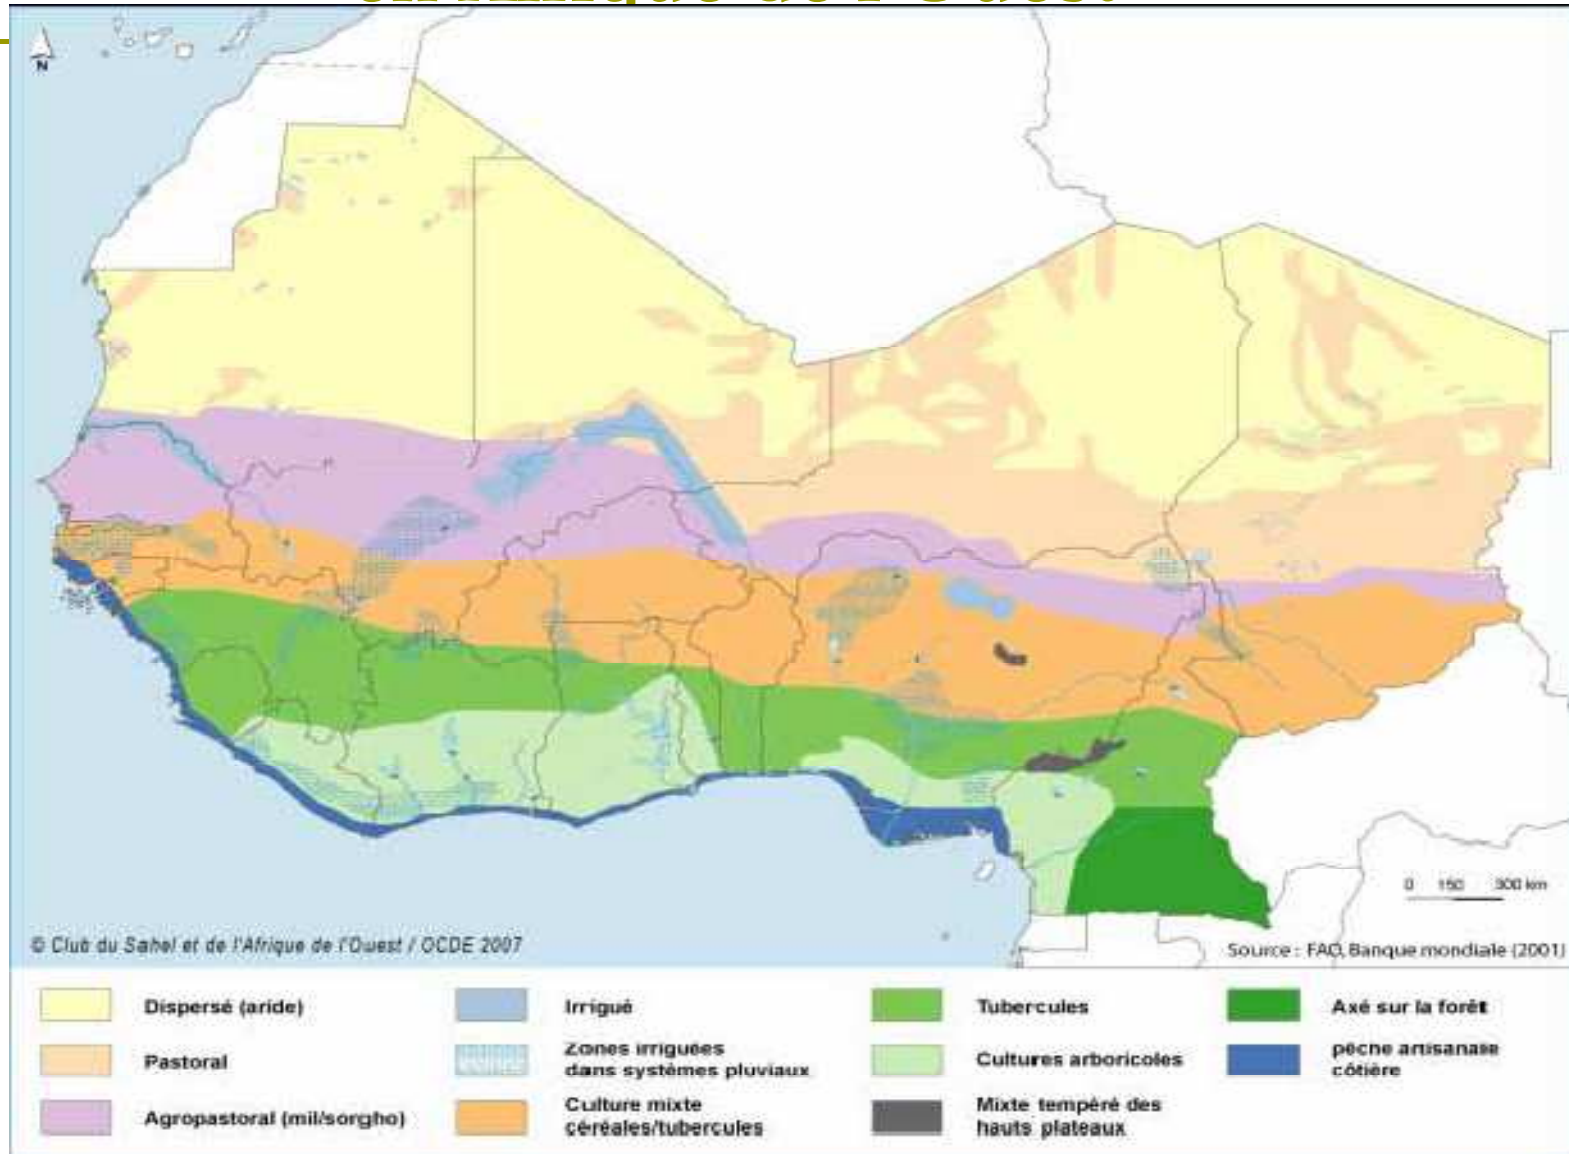 N
0 150 300 km
© Club du Sahel et de l'Afrique de l'Ouest / OCDE 2007
Source : FAO, Banque mondiale (2001)
Dispersé (aride)
Irrigué
Tubercules
Axé sur la forêt
Pastoral
Zones irriguées
dans systèmes pluviaux
Cultures arboricoles
pêche artisanale
côtière
Agropastoral (mil/sorgho)
Culture mixte
céréales/tubercules
Mixte tempéré des
hauts plateaux